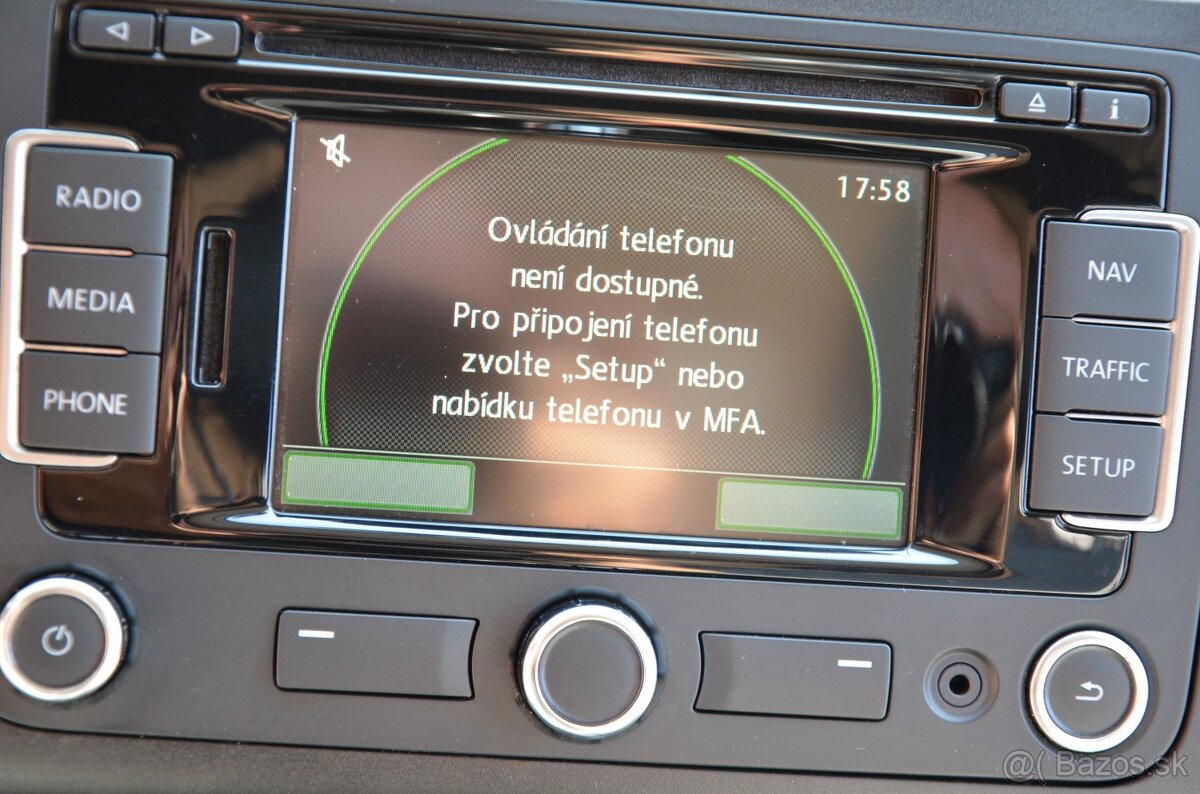 RADIO
MEDIA
PHONE
17:58
Ovládání telefonu
není dostupné.
Pro připojení telefonu
zvolte „Setup“ nebo
nabídku telefonu v MFA.
i
NAV
TRAFFIC
SETUP
@( Bazos.sk